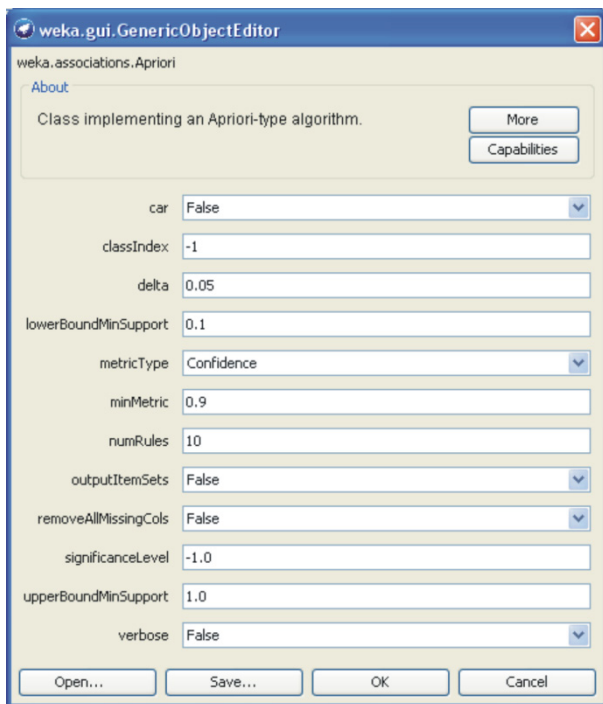 weka.gui.GenericObjectEditor
weka.associations.Apriori
About
Class implementing an Apriori-type algorithm.
More
Capabilities
car False
classIndex -1
delta 0.05
lowerBoundMinSupport 0.1
metricType Confidence
minMetric 0.9
numRules 10
outputItemSets False
removeAllMissingCols False
significanceLevel -1.0
upperBoundMinSupport 1.0
verbose False
Open... Save... OK Cancel